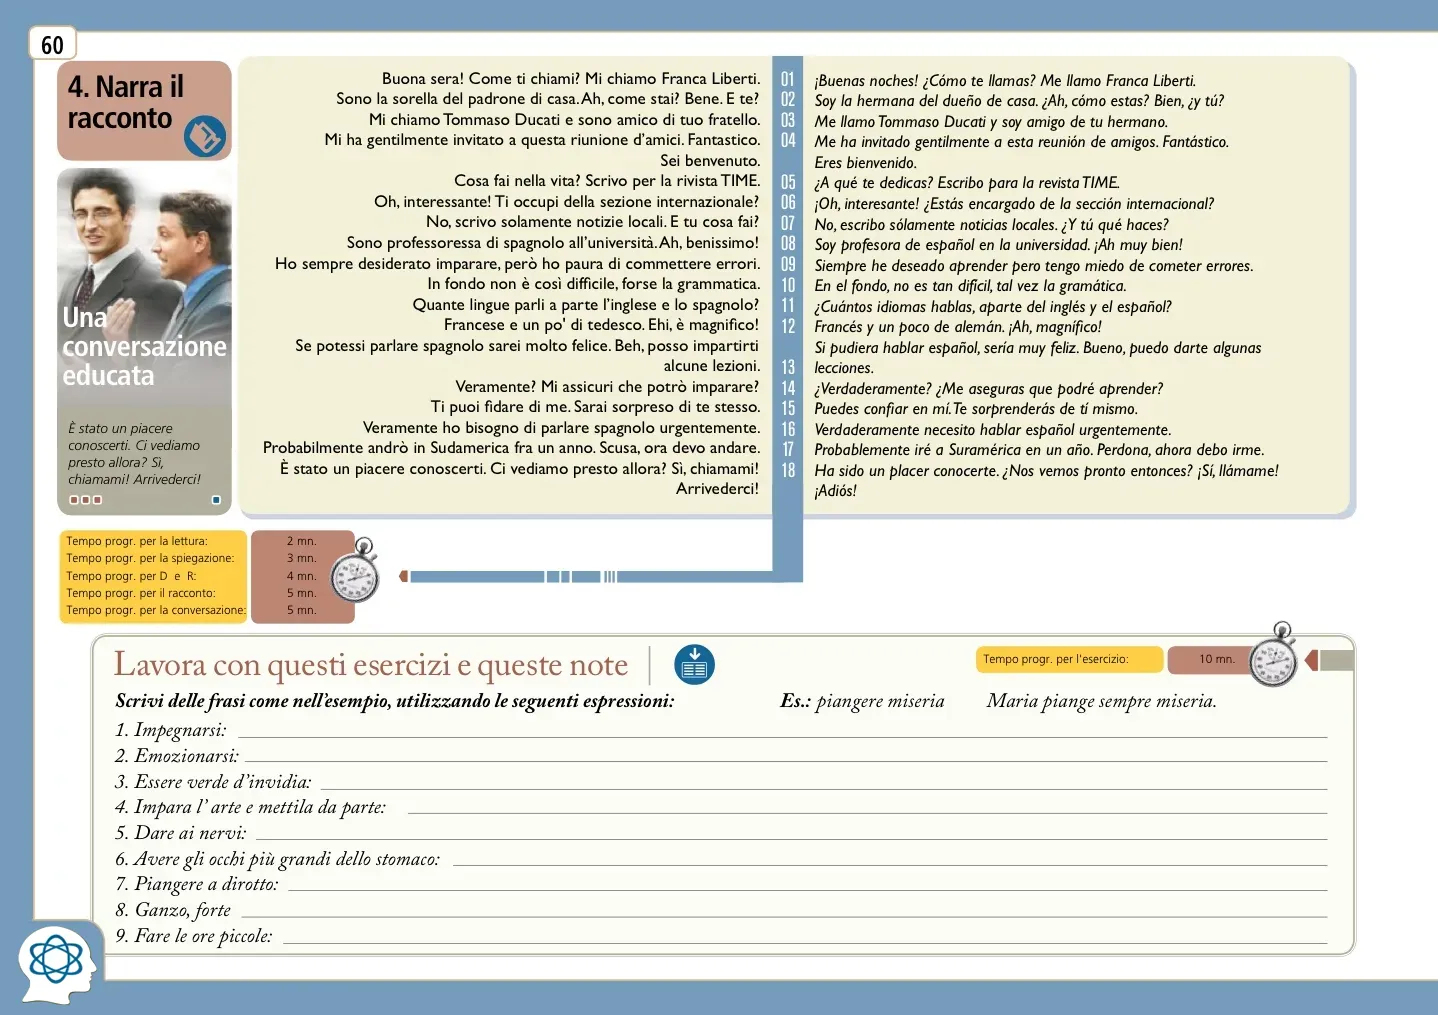 60
4. Narra il
racconto
Una
conversazione
educata
È stato un piacere
conoscerti. Ci vediamo
presto allora? Sì,
chiamami! Arrivederci!
Buona sera! Come ti chiami? Mi chiamo Franca Liberti.
Sono la sorella del padrone di casa. Ah, come stai? Bene. E te?
Mi chiamo Tommaso Ducati e sono amico di tuo fratello.
Mi ha gentilmente invitato a questa riunione d'amici. Fantastico.
Sei benvenuto.
Cosa fai nella vita? Scrivo per la rivista TIME.
Oh, interessante! Ti occupi della sezione internazionale?
No, scrivo solamente notizie locali. E tu cosa fai?
Sono professoressa di spagnolo all'università. Ah, benissimo!
Ho sempre desiderato imparare, però ho paura di commettere errori.
In fondo non è così difficile, forse la grammatica.
Quante lingue parli a parte l'inglese e lo spagnolo?
Francese e un po' di tedesco. Ehi, è magnifico!
Se potessi parlare spagnolo sarei molto felice. Beh, posso impartirti
alcune lezioni.
Veramente? Mi assicuri che potrò imparare?
Ti puoi fidare di me. Sarai sorpreso di te stesso.
Veramente ho bisogno di parlare spagnolo urgentemente.
Probabilmente andrò in Sudamerica fra un anno. Scusa, ora devo andare.
È stato un piacere conoscerti. Ci vediamo presto allora? Sì, chiamami!
Arrivederci!
01
02
03
04
05
06
07
08
09
10
11
12
13
14
15
16
17
18
¡Buenas noches! ¿Cómo te llamas? Me llamo Franca Liberti.
Soy la hermana del dueño de casa. ¿Ah, cómo estas? Bien, ¿y tú?
Me llamo Tommaso Ducati y soy amigo de tu hermano.
Me ha invitado gentilmente a esta reunión de amigos. Fantástico.
Eres bienvenido.
¿A qué te dedicas? Escribo para la revista TIME.
¡Oh, interesante! ¿Estás encargado de la sección internacional?
No, escribo sólamente noticias locales. ¿Y tú qué haces?
Soy profesora de español en la universidad. ¡Ah muy bien!
Siempre he deseado aprender pero tengo miedo de cometer errores.
En el fondo, no es tan difícil, tal vez la gramática.
¿Cuántos idiomas hablas, aparte del inglés y el español?
Francés y un poco de alemán. ¡Ah, magnífico!
Si pudiera hablar español, sería muy feliz. Bueno, puedo darte algunas
lecciones.
¿Verdaderamente? ¿Me aseguras que podré aprender?
Puedes confiar en mí. Te sorprenderás de tí mismo.
Verdaderamente necesito hablar español urgentemente.
Probablemente iré a Suramérica en un año. Perdona, ahora debo irme.
Ha sido un placer conocerte. ¿Nos vemos pronto entonces? ¡Sí, llámame!
¡Adiós!
Tempo progr. per la lettura: 2 mn.
Tempo progr. per la spiegazione: 3 mn.
Tempo progr. per D e R: 4 mn.
Tempo progr. per il racconto: 5 mn.
Tempo progr. per la conversazione: 5 mn.
Lavora con questi esercizi e queste note
Tempo progr. per l'esercizio: 10 mn.
Scrivi delle frasi come nell'esempio, utilizzando le seguenti espressioni: Es.: piangere miseria Maria piange sempre miseria.
1. Impegnarsi:
2. Emozionarsi:
3. Essere verde d'invidia:
4. Impara l' arte e mettila da parte:
5. Dare ai nervi:
6. Avere gli occhi più grandi dello stomaco:
7. Piangere a dirotto:
8. Ganzo, forte
9. Fare le ore piccole: